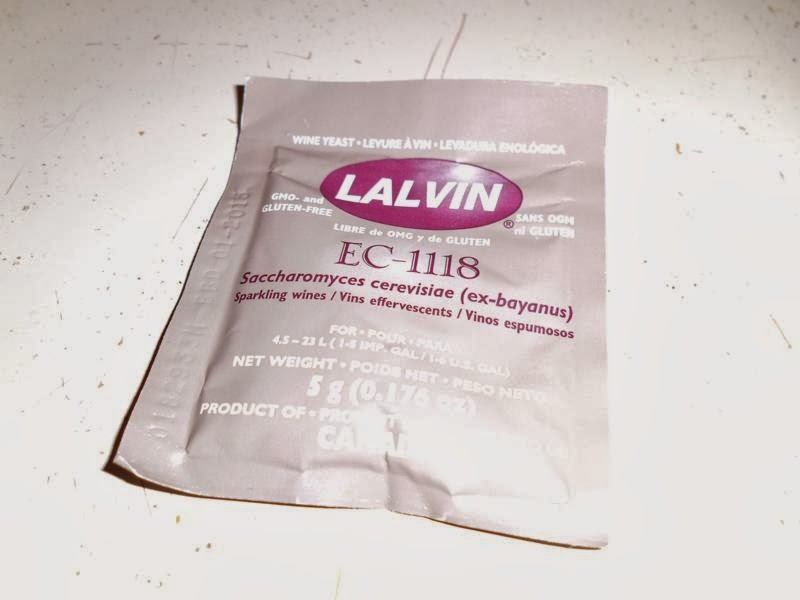 WINE YEAST • LEVURE À VIN • LEVADURA ENOLÓGICA
LALVIN®
GMO- and
GLUTEN-FREE
SANS OGM
ni GLUTEN
LIBRE de OMG y de GLUTEN
EC-1118
Saccharomyces cerevisiae (ex-bayanus)
Sparkling wines / Vins effervescents / Vinos espumosos
FOR • POUR • PARA
4.5 – 23 L ( 1-5 IMP. GAL / 1-6 U.S. GAL)
NET WEIGHT • POIDS NET • PESO NETO
5 g (0.176 oz)
PRODUCT OF •
01-2015